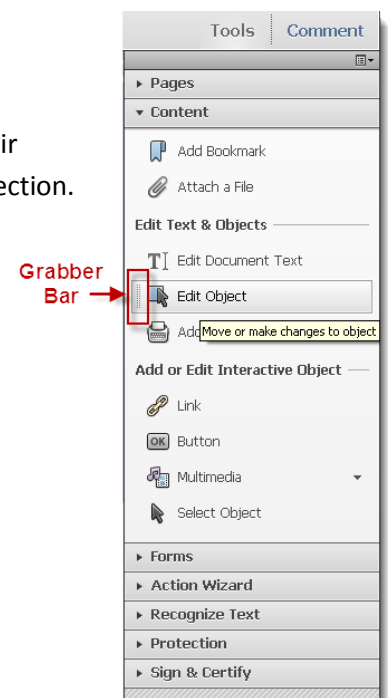 Tools Comment
Pages
Content
ir
Add Bookmark
ection.
Attach a File
Edit Text & Objects
Edit Document Text
Grabber
Bar
Edit Object
Add
Move or make changes to object
Add or Edit Interactive Object
Link
OK Button
Multimedia
Select Object
Forms
Action Wizard
Recognize Text
Protection
Sign & Certify